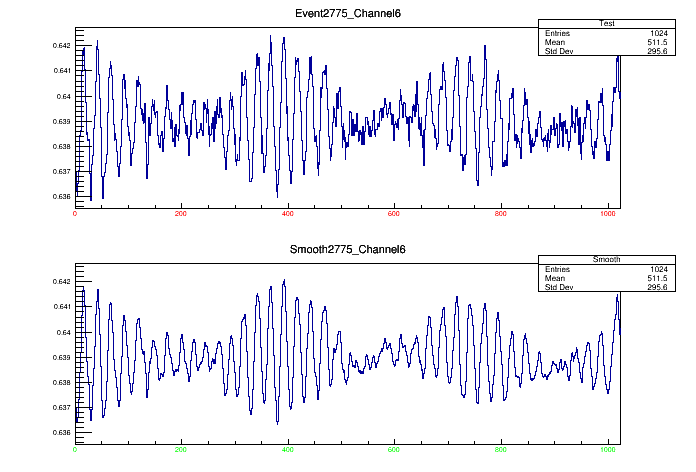 Event2775_Channel6
Test
Entries 1024
Mean 511.5
Std Dev 295.6
0.642
0.641
0.64
0.639
0.638
0.637
0.636
0 200 400 600 800 1000
Smooth2775_Channel6
Smooth
Entries 1024
Mean 511.5
Std Dev 295.6
0.642
0.641
0.64
0.639
0.638
0.637
0.636
0 200 400 600 800 1000